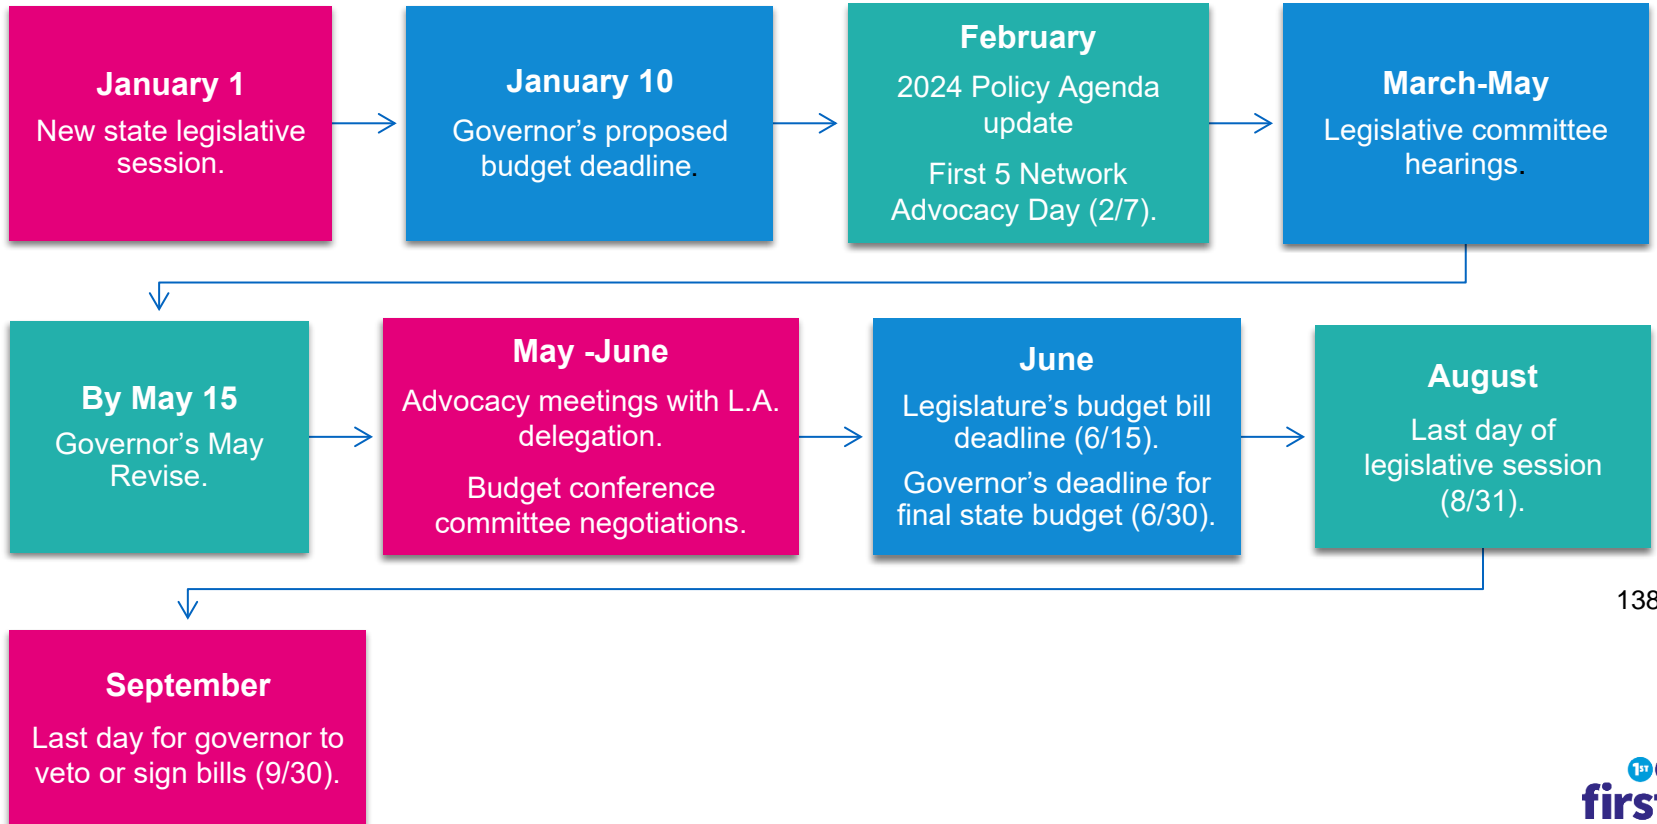 January 1
New state legislative
session.
January 10
Governor's proposed
budget deadline.
February
2024 Policy Agenda
update
First 5 Network
Advocacy Day (2/7).
March-May
Legislative committee
hearings.
By May 15
Governor's May
Revise.
May -June
Advocacy meetings with L.A.
delegation.
Budget conference
committee negotiations.
June
Legislature's budget bill
deadline (6/15).
Governor's deadline for
final state budget (6/30).
August
Last day of
legislative session
(8/31).
138
September
Last day for governor to
veto or sign bills (9/30).
1ST
first